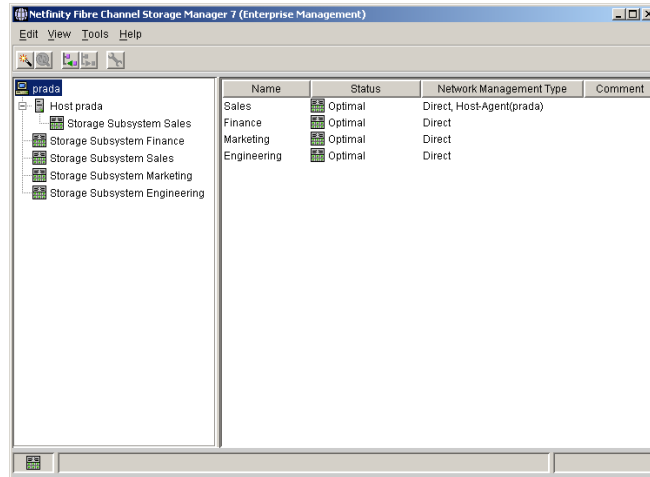 Netfinity Fibre Channel Storage Manager 7 (Enterprise Management)
Edit View Tools Help
prada
Host prada
Storage Subsystem Sales
Storage Subsystem Finance
Storage Subsystem Sales
Storage Subsystem Marketing
Storage Subsystem Engineering
Name Status Network Management Type Comment
Sales Optimal Direct, Host-Agent(prada)
Finance Optimal Direct
Marketing Optimal Direct
Engineering Optimal Direct